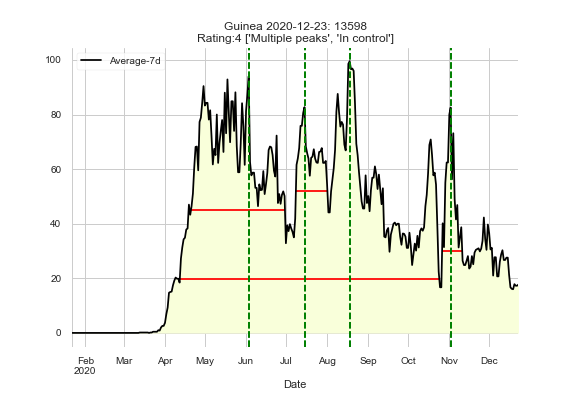 Guinea 2020-12-23: 13598
Rating:4 ['Multiple peaks', 'In control']
Average-7d
100
80
60
40
20
0
Feb Mar Apr May Jun Jul Aug Sep Oct Nov Dec
2020
Date